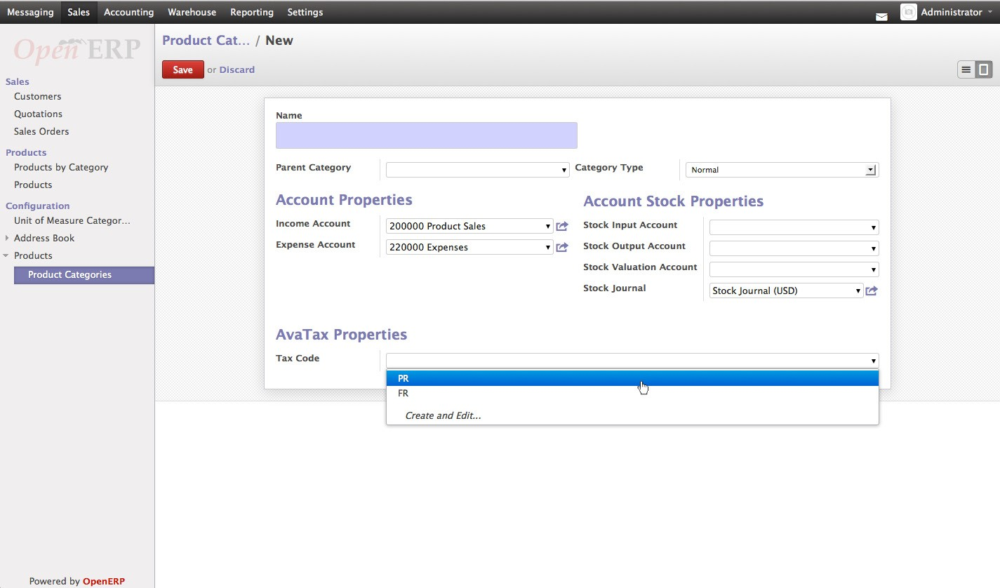 Messaging Sales Accounting Warehouse Reporting Settings Administrator
Open ERP
Sales
Customers
Quotations
Sales Orders
Products
Products by Category
Products
Configuration
Unit of Measure Categor...
Address Book
Products
Product Categories
Powered by OpenERP
Product Cat... / New
Save or Discard
Name
Parent Category
Category Type Normal
Account Properties
Income Account 200000 Product Sales
Expense Account 220000 Expenses
Account Stock Properties
Stock Input Account
Stock Output Account
Stock Valuation Account
Stock Journal Stock Journal (USD)
AvaTax Properties
Tax Code
PR
FR
Create and Edit...